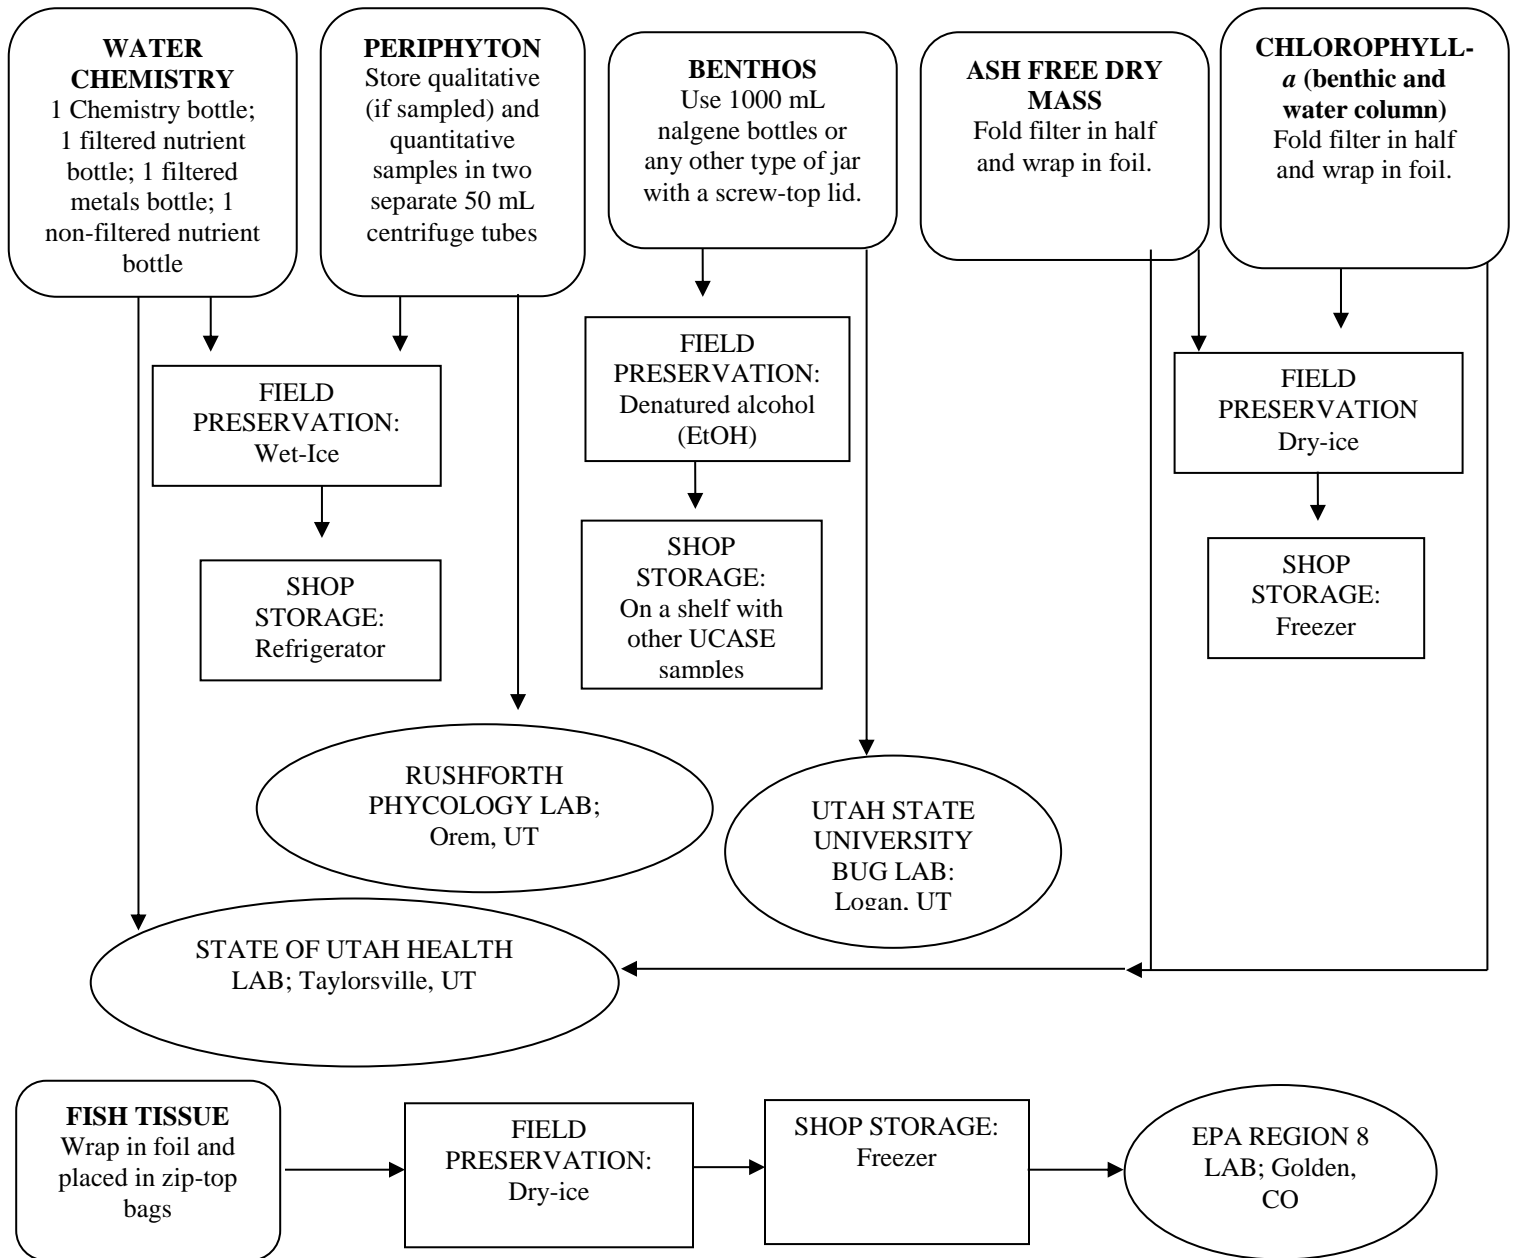 WATER
CHEMISTRY
1 Chemistry bottle;
1 filtered nutrient
bottle; 1 filtered
metals bottle; 1
non-filtered nutrient
bottle
PERIPHYTON
Store qualitative
(if sampled) and
quantitative
samples in two
separate 50 mL
centrifuge tubes
BENTHOS
Use 1000 mL
nalgene bottles or
any other type of jar
with a screw-top lid.
ASH FREE DRY
MASS
Fold filter in half
and wrap in foil.
CHLOROPHYLL-
a (benthic and
water column)
Fold filter in half
and wrap in foil.
FIELD
PRESERVATION:
Wet-Ice
FIELD
PRESERVATION:
Denatured alcohol
(EtOH)
FIELD
PRESERVATION
Dry-ice
SHOP
STORAGE:
Refrigerator
SHOP
STORAGE:
On a shelf with
other UCASE
samples
SHOP
STORAGE:
Freezer
RUSHFORTH
PHYCOLOGY LAB;
Orem, UT
UTAH STATE
UNIVERSITY
BUG LAB:
Logan, UT
STATE OF UTAH HEALTH
LAB; Taylorsville, UT
FISH TISSUE
Wrap in foil and
placed in zip-top
bags
FIELD
PRESERVATION:
Dry-ice
SHOP STORAGE:
Freezer
EPA REGION 8
LAB; Golden,
CO